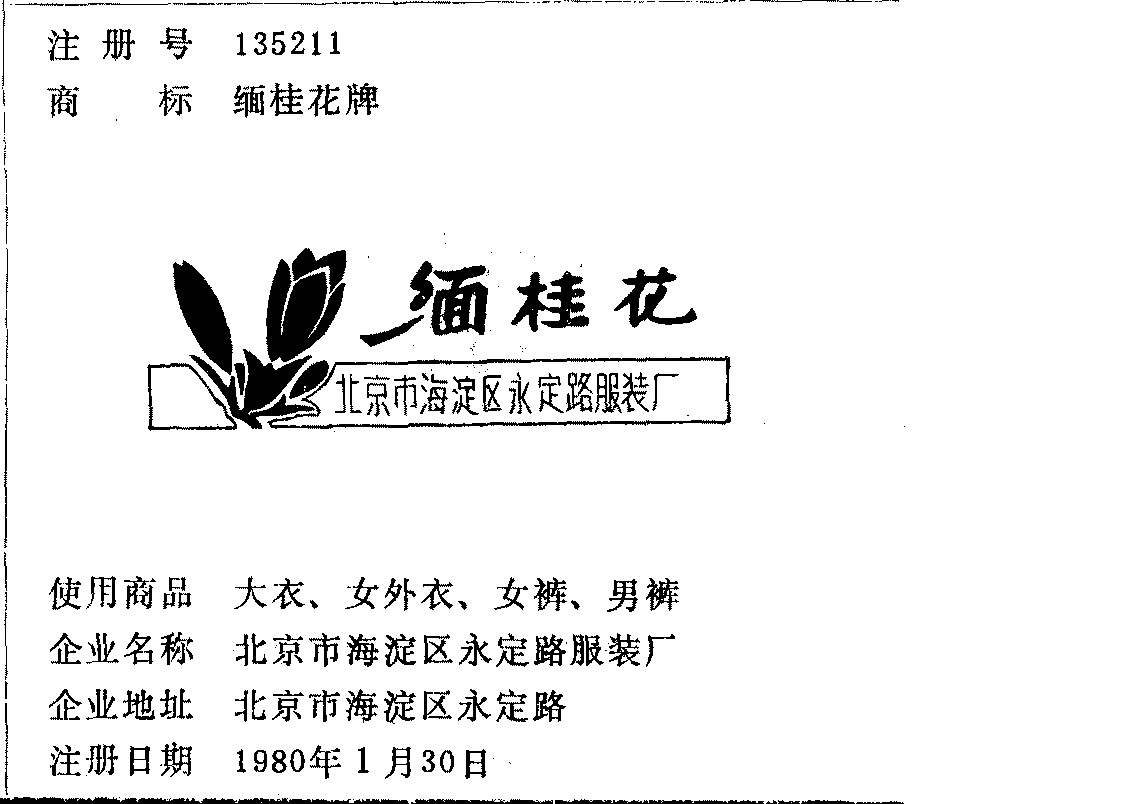 注册号 135211
商标 缅桂花牌
缅桂花
北京市海淀区永定路服装厂
使用商品 大衣、女外衣、女裤、男裤
企业名称 北京市海淀区永定路服装厂
企业地址 北京市海淀区永定路
注册日期 1980年1月30日